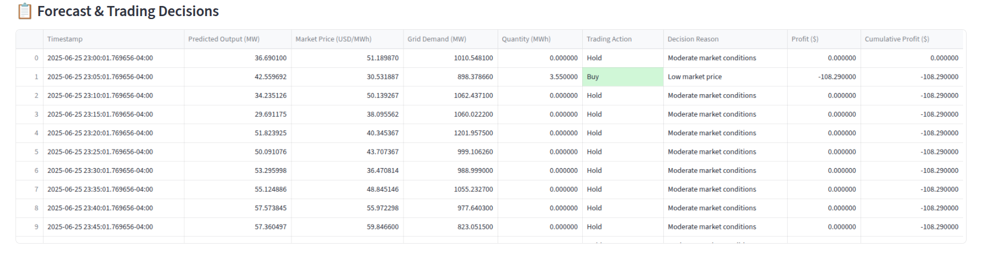 📋 Forecast & Trading Decisions
Timestamp Predicted Output (MW) Market Price (USD/MWh) Grid Demand (MW) Quantity (MWh) Trading Action Decision Reason Profit ($) Cumulative Profit ($)
0 2025-06-25 23:00:01.769656-04:00 36.690100 51.189870 1010.548100 0.000000 Hold Moderate market conditions 0.000000 0.000000
1 2025-06-25 23:05:01.769656-04:00 42.559692 30.531887 898.378660 3.550000 Buy Low market price -108.290000 -108.290000
2 2025-06-25 23:10:01.769656-04:00 34.235126 50.139267 1062.437100 0.000000 Hold Moderate market conditions 0.000000 -108.290000
3 2025-06-25 23:15:01.769656-04:00 29.691175 38.095562 1060.022200 0.000000 Hold Moderate market conditions 0.000000 -108.290000
4 2025-06-25 23:20:01.769656-04:00 51.823925 40.345367 1201.957500 0.000000 Hold Moderate market conditions 0.000000 -108.290000
5 2025-06-25 23:25:01.769656-04:00 50.091076 43.707367 999.106260 0.000000 Hold Moderate market conditions 0.000000 -108.290000
6 2025-06-25 23:30:01.769656-04:00 53.295998 36.470814 988.999000 0.000000 Hold Moderate market conditions 0.000000 -108.290000
7 2025-06-25 23:35:01.769656-04:00 55.124886 48.845146 1055.232700 0.000000 Hold Moderate market conditions 0.000000 -108.290000
8 2025-06-25 23:40:01.769656-04:00 57.573845 55.972298 977.640300 0.000000 Hold Moderate market conditions 0.000000 -108.290000
9 2025-06-25 23:45:01.769656-04:00 57.360497 59.846600 823.051500 0.000000 Hold Moderate market conditions 0.000000 -108.290000